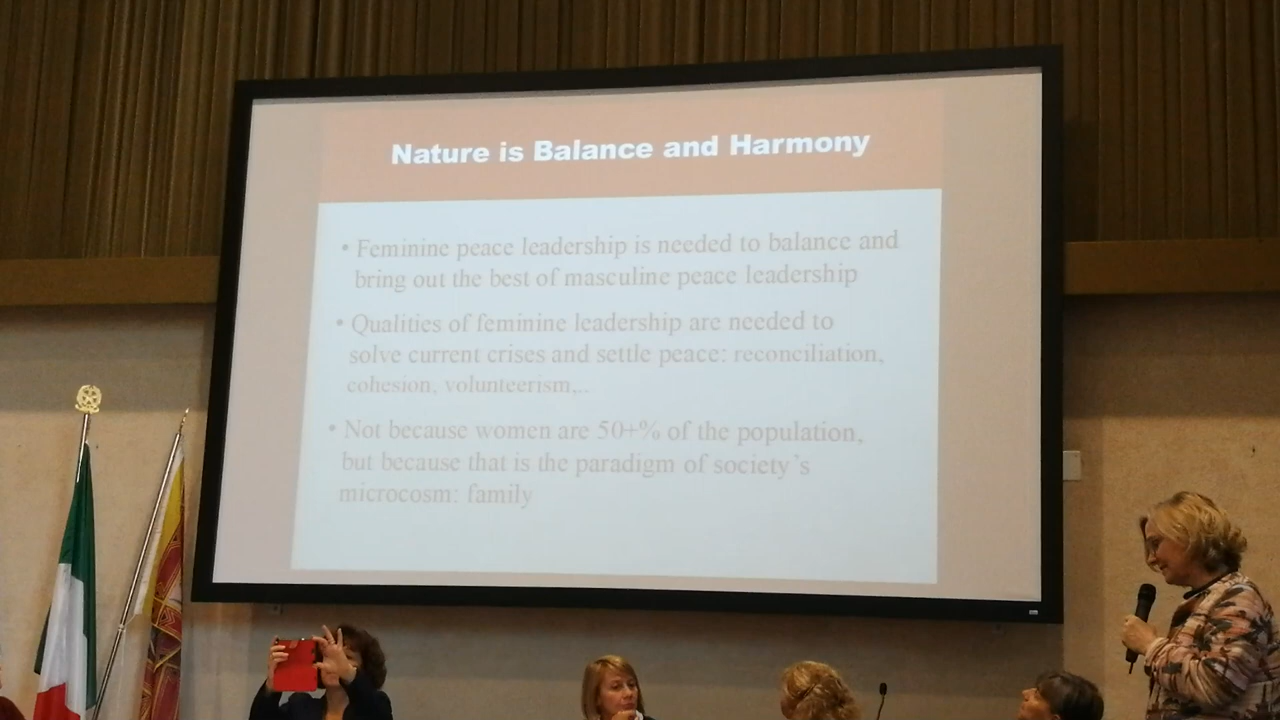 Nature is Balance and Harmony
• Feminine peace leadership is needed to balance and
bring out the best of masculine peace leadership
• Qualities of feminine leadership are needed to
solve current crises and settle peace: reconciliation,
cohesion, volunteerism,..
• Not because women are 50+% of the population,
but because that is the paradigm of society's
microcosm: family